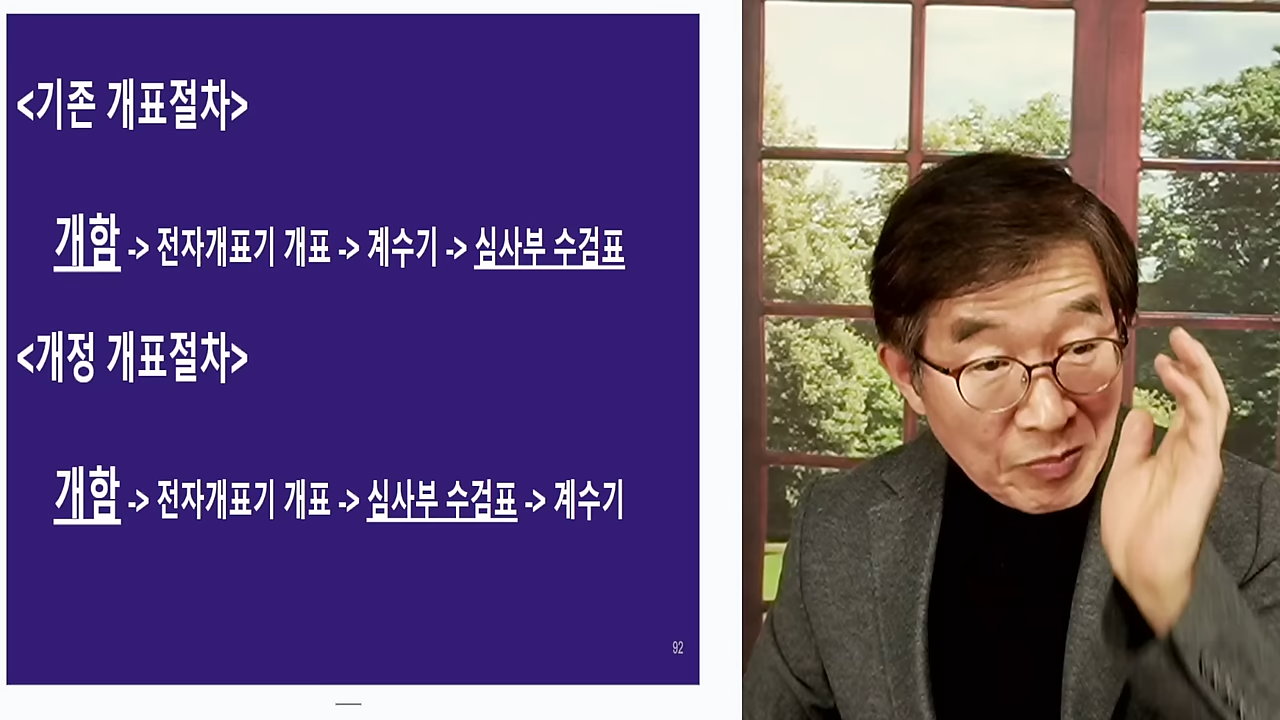 <기존 개표절차>
개함 -> 전자개표기 개표 -> 계수기 -> 심사부 수검표
<개정 개표절차>
개함 -> 전자개표기 개표 -> 심사부 수검표 -> 계수기
92